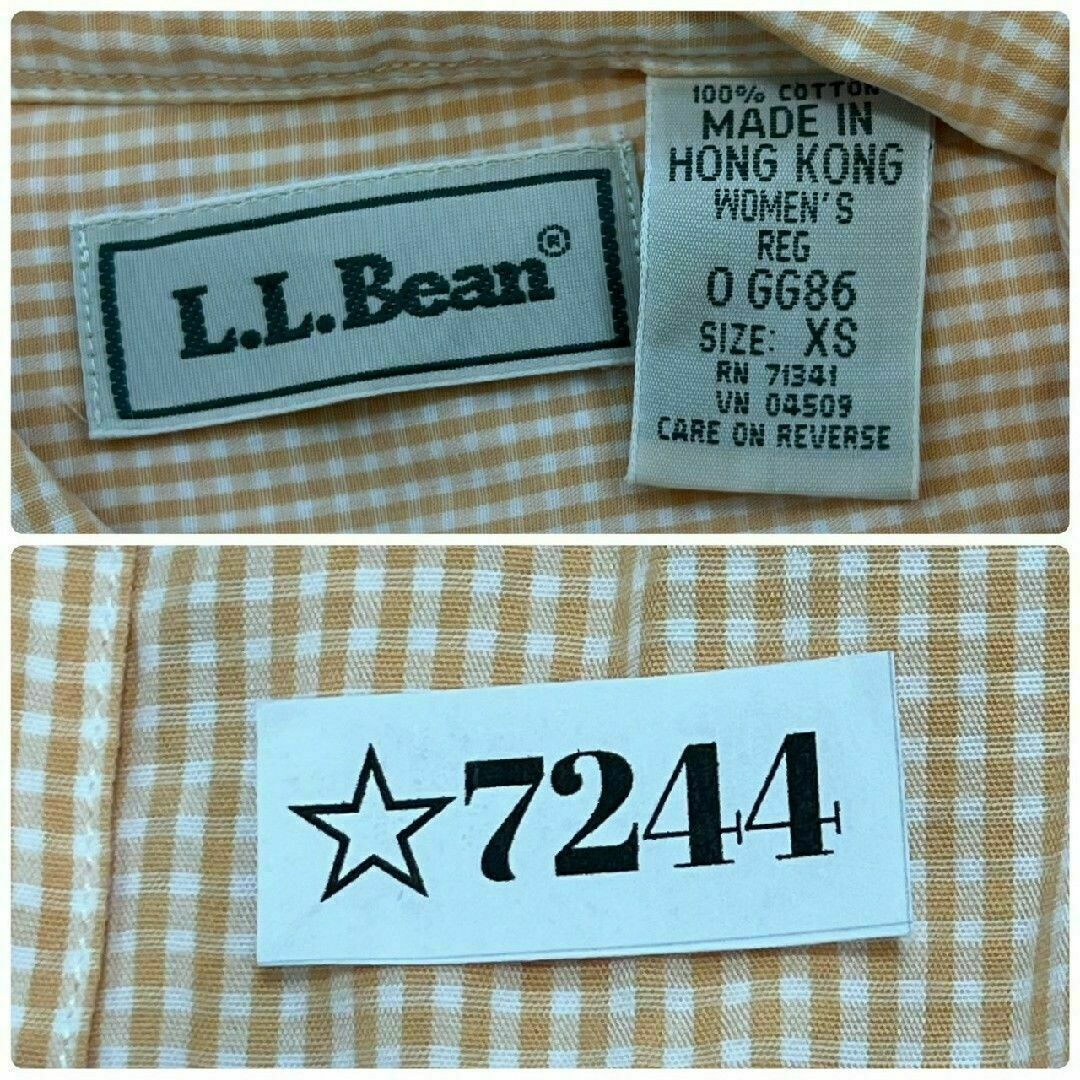 L.L.Bean®
100% COTTON
MADE IN
HONG KONG
WOMEN'S
REG
0 GG86
SIZE: XS
RN 71341
VN 04509
CARE ON REVERSE
☆7244